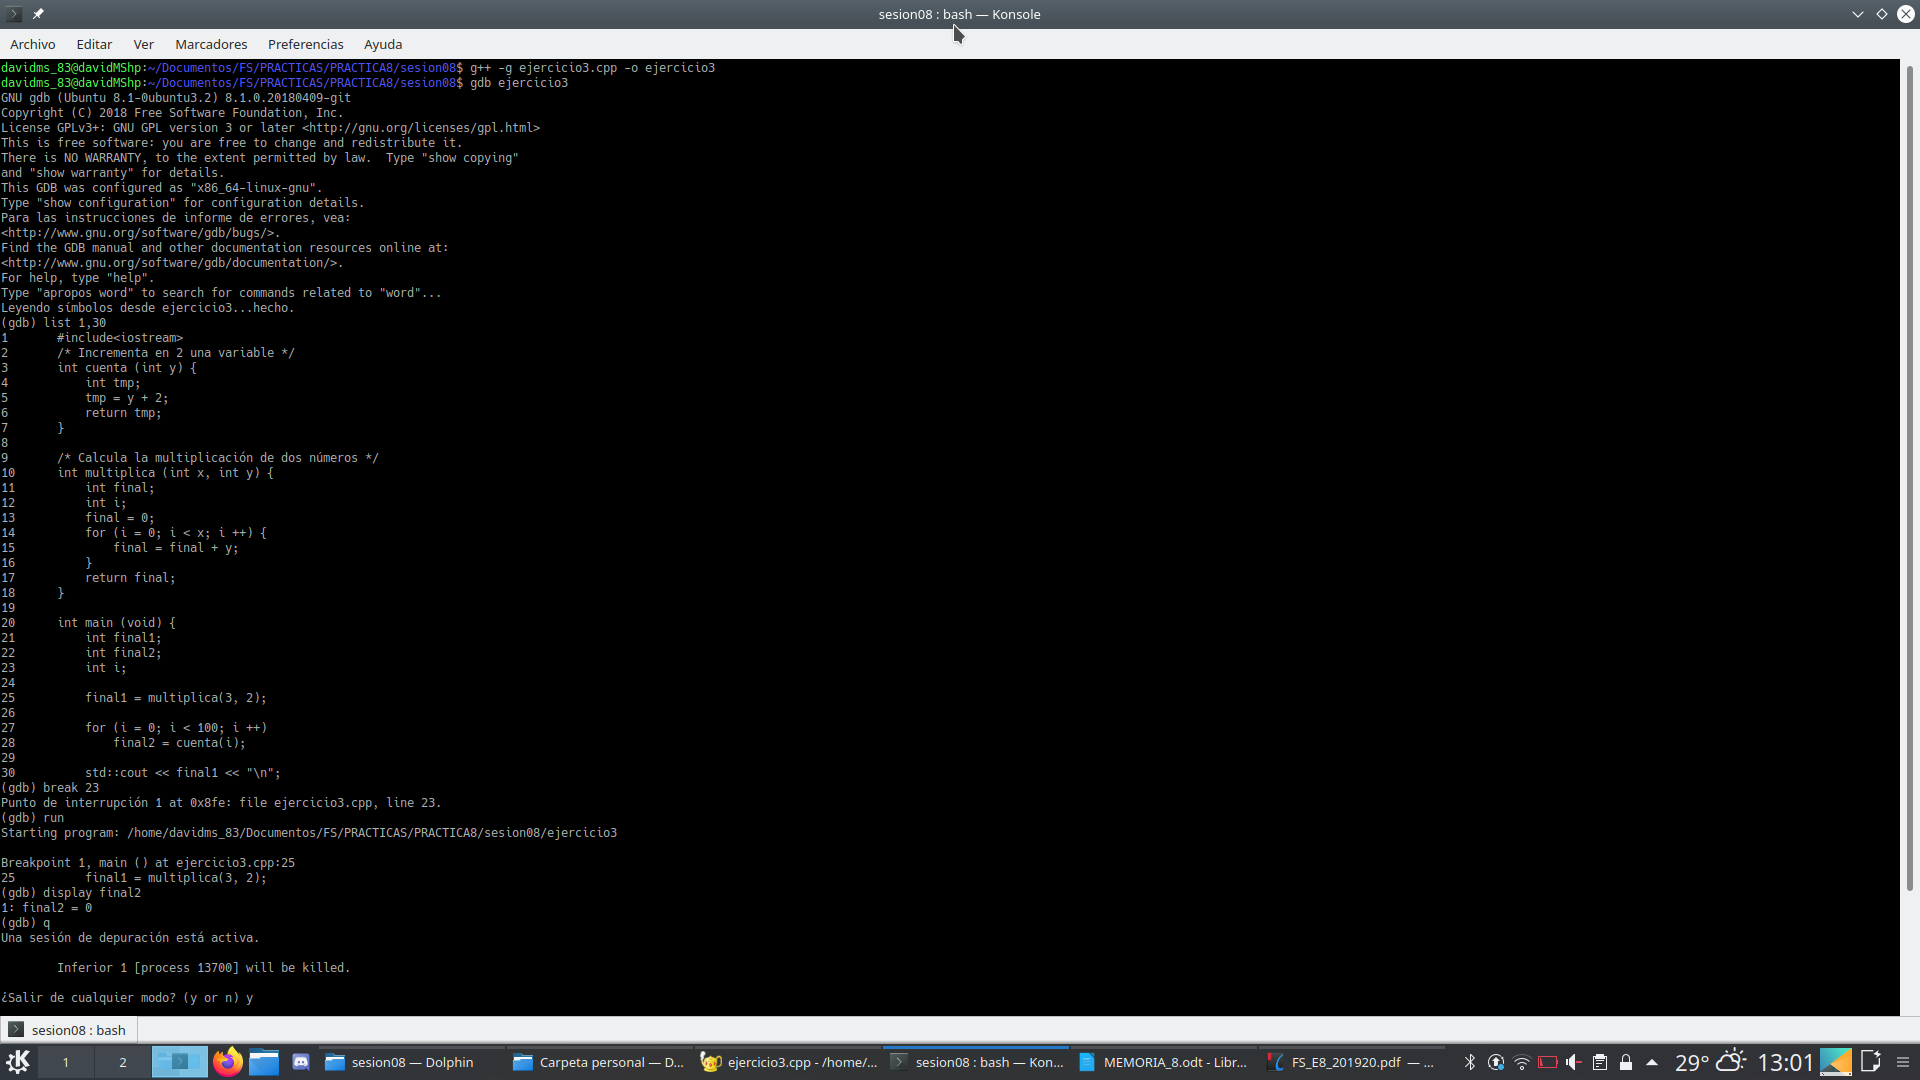 sesion08 : bash — Konsole
Archivo Editar Ver Marcadores Preferencias Ayuda
davidms_83@davidMShp:~/Documentos/FS/PRACTICAS/PRACTICA8/sesion08$ g++ -g ejercicio3.cpp -o ejercicio3
davidms_83@davidMShp:~/Documentos/FS/PRACTICAS/PRACTICA8/sesion08$ gdb ejercicio3
GNU gdb (Ubuntu 8.1-0ubuntu3.2) 8.1.0.20180409-git
Copyright (C) 2018 Free Software Foundation, Inc.
License GPLv3+: GNU GPL version 3 or later <http://gnu.org/licenses/gpl.html>
This is free software: you are free to change and redistribute it.
There is NO WARRANTY, to the extent permitted by law.  Type "show copying"
and "show warranty" for details.
This GDB was configured as "x86_64-linux-gnu".
Type "show configuration" for configuration details.
Para las instrucciones de informe de errores, vea:
<http://www.gnu.org/software/gdb/bugs/>.
Find the GDB manual and other documentation resources online at:
<http://www.gnu.org/software/gdb/documentation/>.
For help, type "help".
Type "apropos word" to search for commands related to "word"...
Leyendo símbolos desde ejercicio3...hecho.
(gdb) list 1,30
1       #include<iostream>
2       /* Incrementa en 2 una variable */
3       int cuenta (int y) {
4           int tmp;
5           tmp = y + 2;
6           return tmp;
7       }
8
9       /* Calcula la multiplicación de dos números */
10      int multiplica (int x, int y) {
11          int final;
12          int i;
13          final = 0;
14          for (i = 0; i < x; i ++) {
15              final = final + y;
16          }
17          return final;
18      }
19
20      int main (void) {
21          int final1;
22          int final2;
23          int i;
24
25          final1 = multiplica(3, 2);
26
27          for (i = 0; i < 100; i ++)
28              final2 = cuenta(i);
29
30          std::cout << final1 << "\n";
(gdb) break 23
Punto de interrupción 1 at 0x8fe: file ejercicio3.cpp, line 23.
(gdb) run
Starting program: /home/davidms_83/Documentos/FS/PRACTICAS/PRACTICA8/sesion08/ejercicio3
Breakpoint 1, main () at ejercicio3.cpp:25
25          final1 = multiplica(3, 2);
(gdb) display final2
1: final2 = 0
(gdb) q
Una sesión de depuración está activa.
        Inferior 1 [process 13700] will be killed.
¿Salir de cualquier modo? (y or n) y
sesion08 : bash
1 2 sesion08 — Dolphin Carpeta personal — D... ejercicio3.cpp - /home/... sesion08 : bash — Kon... MEMORIA_8.odt - Libr... FS_E8_201920.pdf — ... 29° 13:01